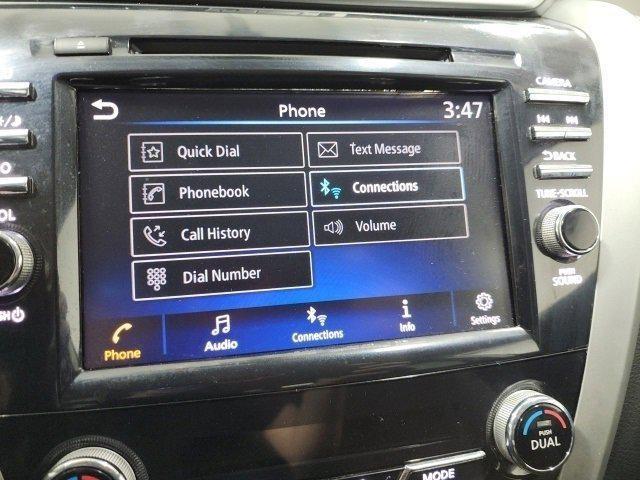 Phone 3:47
Quick Dial Text Message
Phonebook Connections
Call History Volume
Dial Number
Phone Audio Connections Info Settings
CAMERA
BACK
TUNE·SCROLL
PUSH
SOUND
PUSH
DUAL
MODE